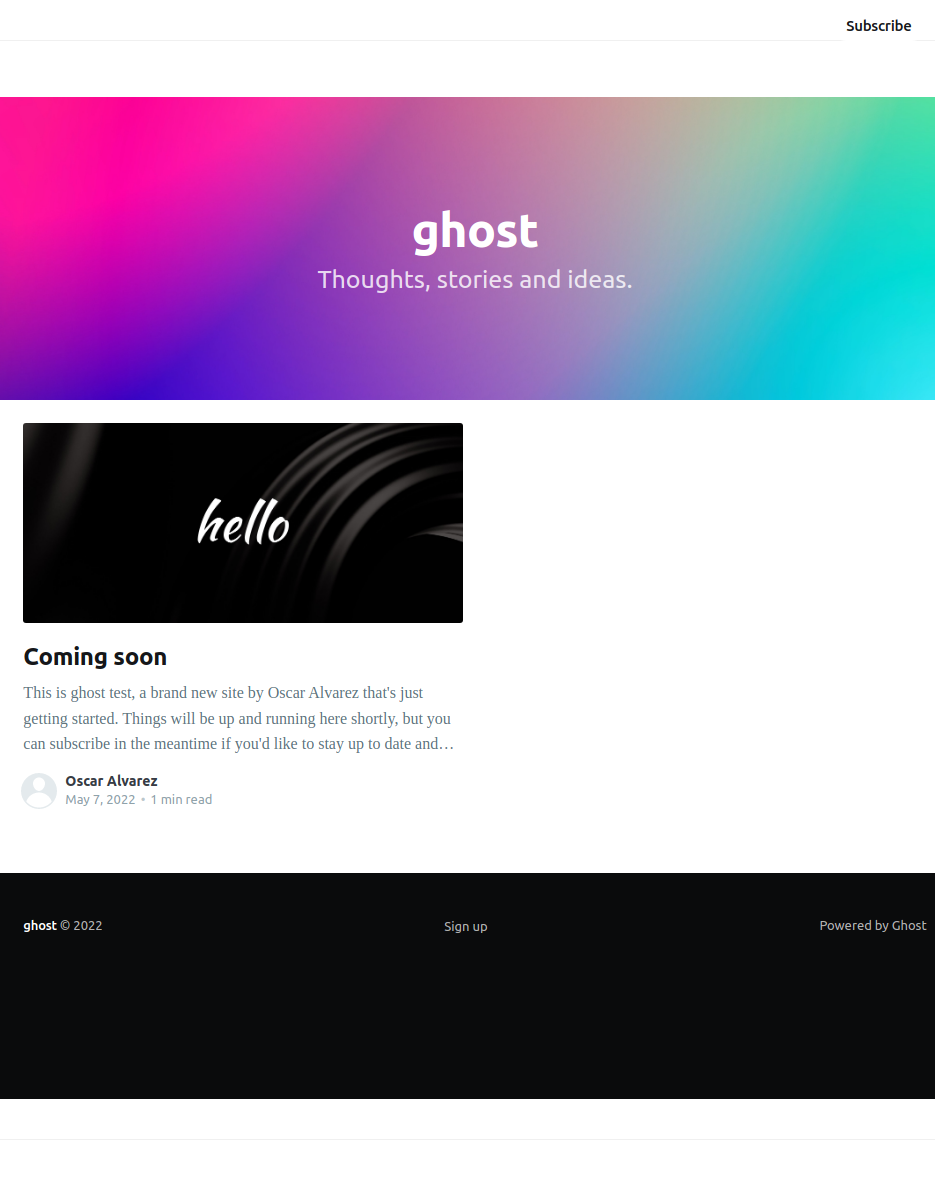 Subscribe
ghost
Thoughts, stories and ideas.
hello
Coming soon
This is ghost test, a brand new site by Oscar Alvarez that's just
getting started. Things will be up and running here shortly, but you
can subscribe in the meantime if you'd like to stay up to date and…
Oscar Alvarez
May 7, 2022 • 1 min read
ghost © 2022
Sign up
Powered by Ghost